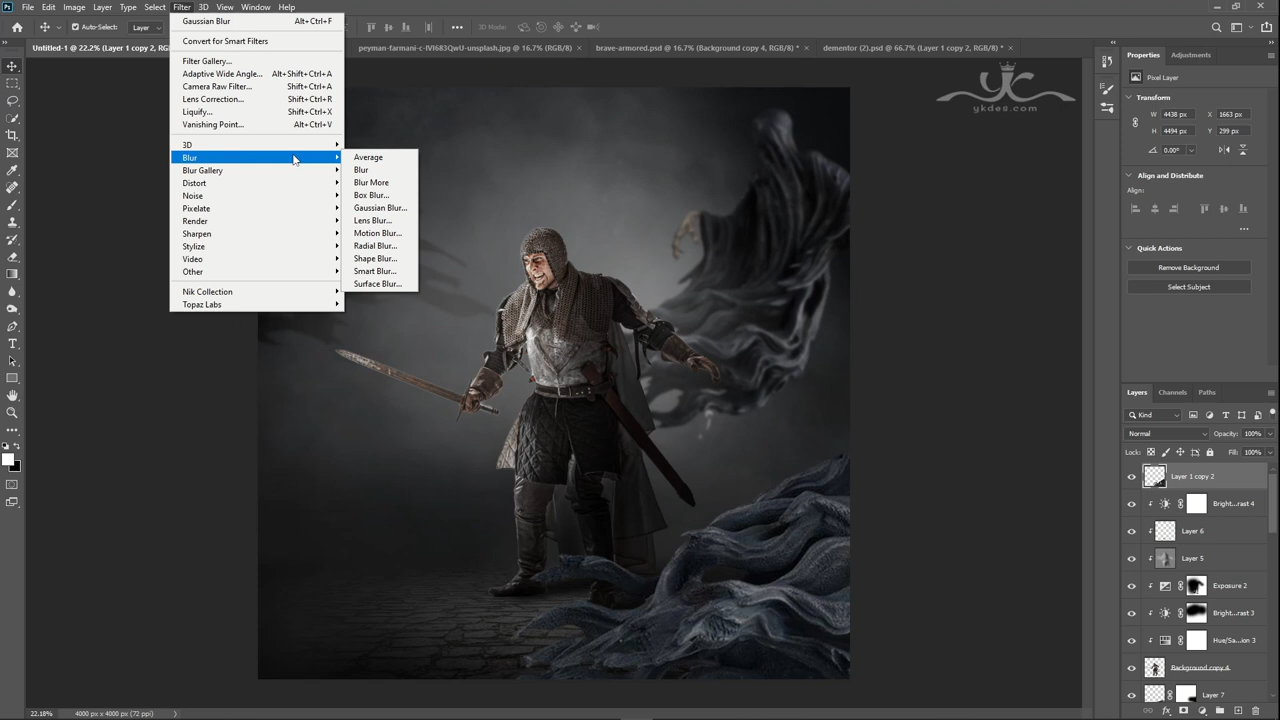 File Edit Image Layer Type Select Filter 3D View Window Help
Auto-Select: Layer 3D Mode:
Untitled-1 @ 22.2% (Layer 1 copy 2, R
peyman-farmani-c-IVI683QwU-unsplash.jpg @ 16.7% (RGB/8)
brave-armored.psd @ 16.7% (Background copy 4, RGB/8) *
dementor (2).psd @ 66.7% (Layer 1 copy 2, RGB/8) *
Gaussian Blur Alt+Ctrl+F
Convert for Smart Filters
Filter Gallery...
Adaptive Wide Angle... Alt+Shift+Ctrl+A
Camera Raw Filter... Shift+Ctrl+A
Lens Correction... Shift+Ctrl+R
Liquify... Shift+Ctrl+X
Vanishing Point... Alt+Ctrl+V
3D
Blur
Blur Gallery
Distort
Noise
Pixelate
Render
Sharpen
Stylize
Video
Other
Nik Collection
Topaz Labs
Average
Blur
Blur More
Box Blur...
Gaussian Blur...
Lens Blur...
Motion Blur...
Radial Blur...
Shape Blur...
Smart Blur...
Surface Blur...
ykdes.com
Properties Adjustments
Pixel Layer
Transform
W 4438 px X 1663 px
H 4494 px Y 299 px
0.00°
Align and Distribute
Align:
Quick Actions
Remove Background
Select Subject
Layers Channels Paths
Kind
Normal Opacity: 100%
Lock: Fill: 100%
Layer 1 copy 2
Bright...rast 4
Layer 6
Layer 5
Exposure 2
Bright...rast 3
Hue/Sa...ion 3
Background copy 4
Layer 7
22.18% 4000 px x 4000 px (72 ppi)